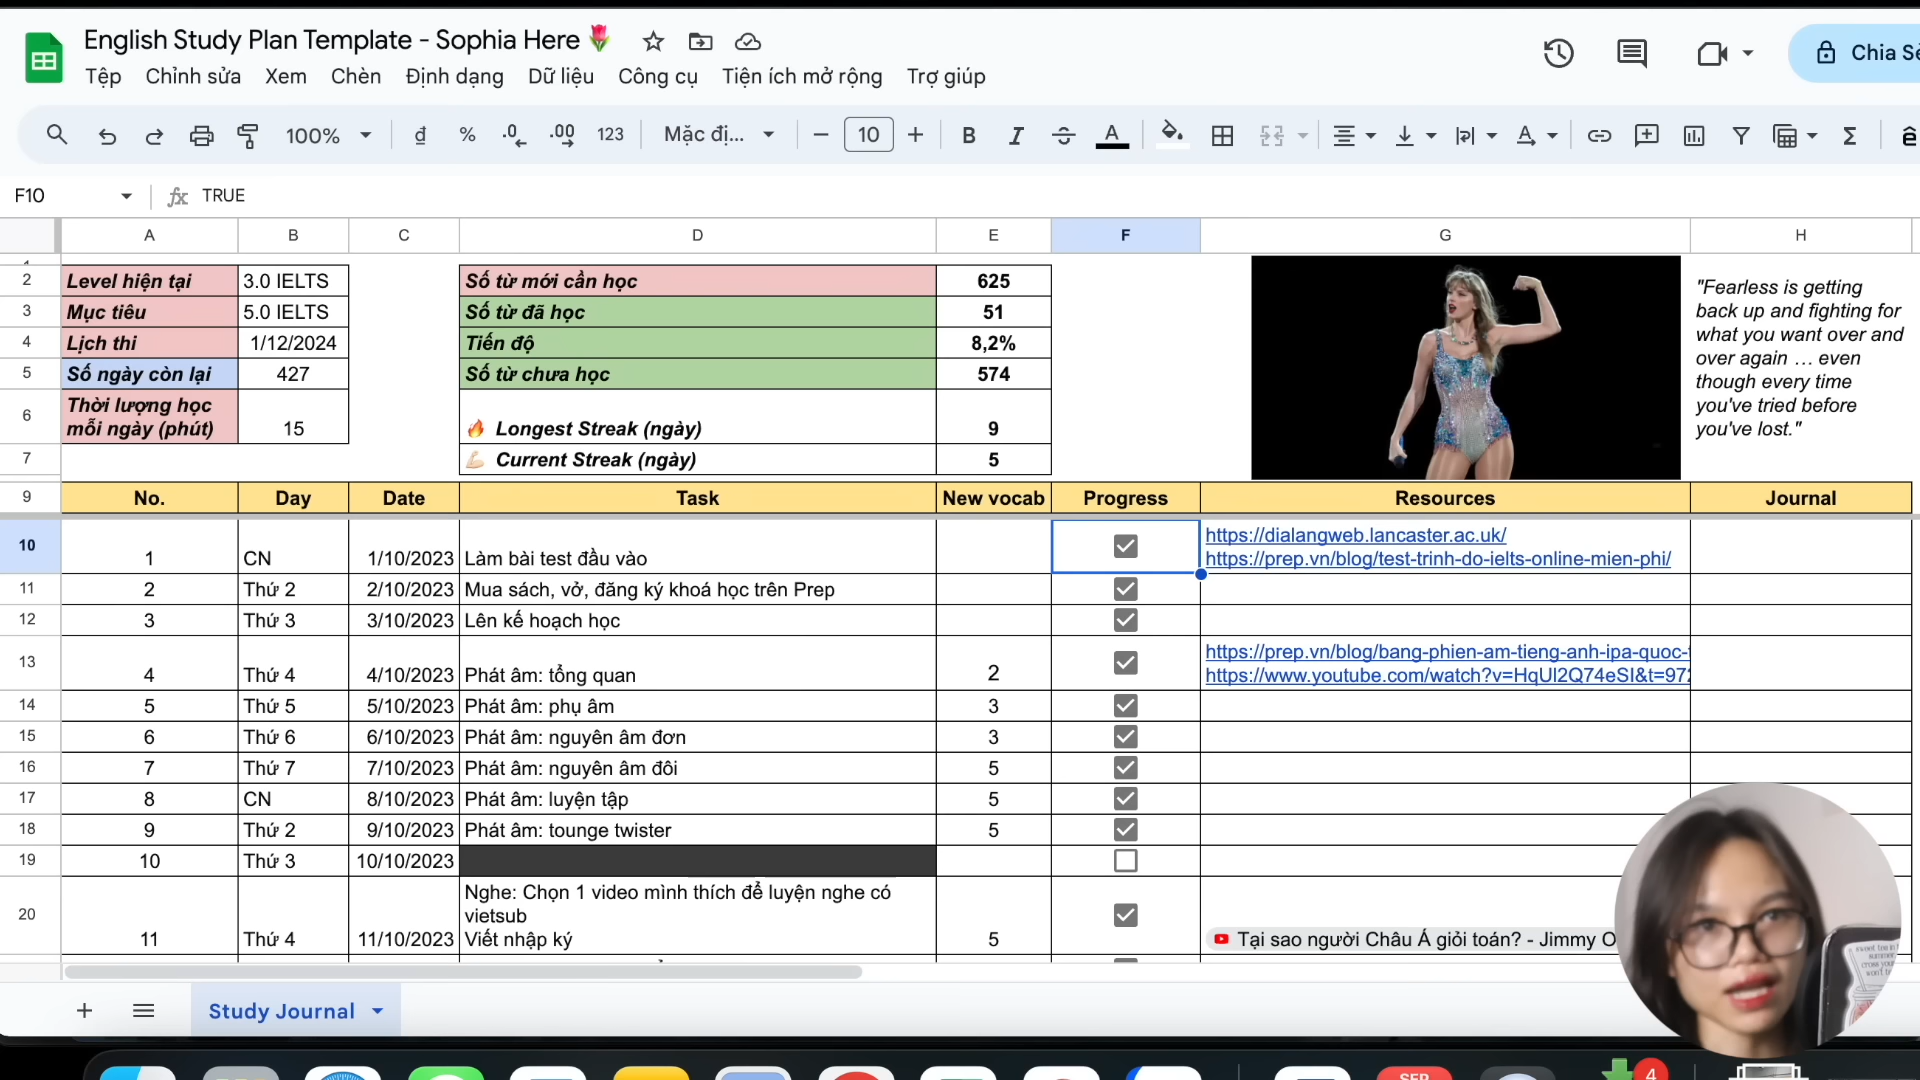 English Study Plan Template - Sophia Here🌷
Tệp Chỉnh sửa Xem Chèn Định dạng Dữ liệu Công cụ Tiện ích mở rộng Trợ giúp
Chia Sẻ
100% đ % .0 .00 123 Mặc đị... 10 B I A
F10 fx TRUE
A B C D E F G H
2 Level hiện tại 3.0 IELTS Số từ mới cần học 625
3 Mục tiêu 5.0 IELTS Số từ đã học 51
4 Lịch thi 1/12/2024 Tiến độ 8,2%
5 Số ngày còn lại 427 Số từ chưa học 574
6 Thời lượng học
mỗi ngày (phút) 15 🔥 Longest Streak (ngày) 9
7 💪🏻 Current Streak (ngày) 5
"Fearless is getting
back up and fighting for
what you want over and
over again … even
though every time
you've tried before
you've lost."
9 No. Day Date Task New vocab Progress Resources Journal
10 1 CN 1/10/2023 Làm bài test đầu vào https://dialangweb.lancaster.ac.uk/
https://prep.vn/blog/test-trinh-do-ielts-online-mien-phi/
11 2 Thứ 2 2/10/2023 Mua sách, vở, đăng ký khoá học trên Prep
12 3 Thứ 3 3/10/2023 Lên kế hoạch học
13 4 Thứ 4 4/10/2023 Phát âm: tổng quan 2 https://prep.vn/blog/bang-phien-am-tieng-anh-ipa-quoc-
https://www.youtube.com/watch?v=HqUl2Q74eSI&t=972
14 5 Thứ 5 5/10/2023 Phát âm: phụ âm 3
15 6 Thứ 6 6/10/2023 Phát âm: nguyên âm đơn 3
16 7 Thứ 7 7/10/2023 Phát âm: nguyên âm đôi 5
17 8 CN 8/10/2023 Phát âm: luyện tập 5
18 9 Thứ 2 9/10/2023 Phát âm: tounge twister 5
19 10 Thứ 3 10/10/2023
20 11 Thứ 4 11/10/2023 Nghe: Chọn 1 video mình thích để luyện nghe có
vietsub
Viết nhập ký 5 Tại sao người Châu Á giỏi toán? - Jimmy O
Study Journal
SEP
4